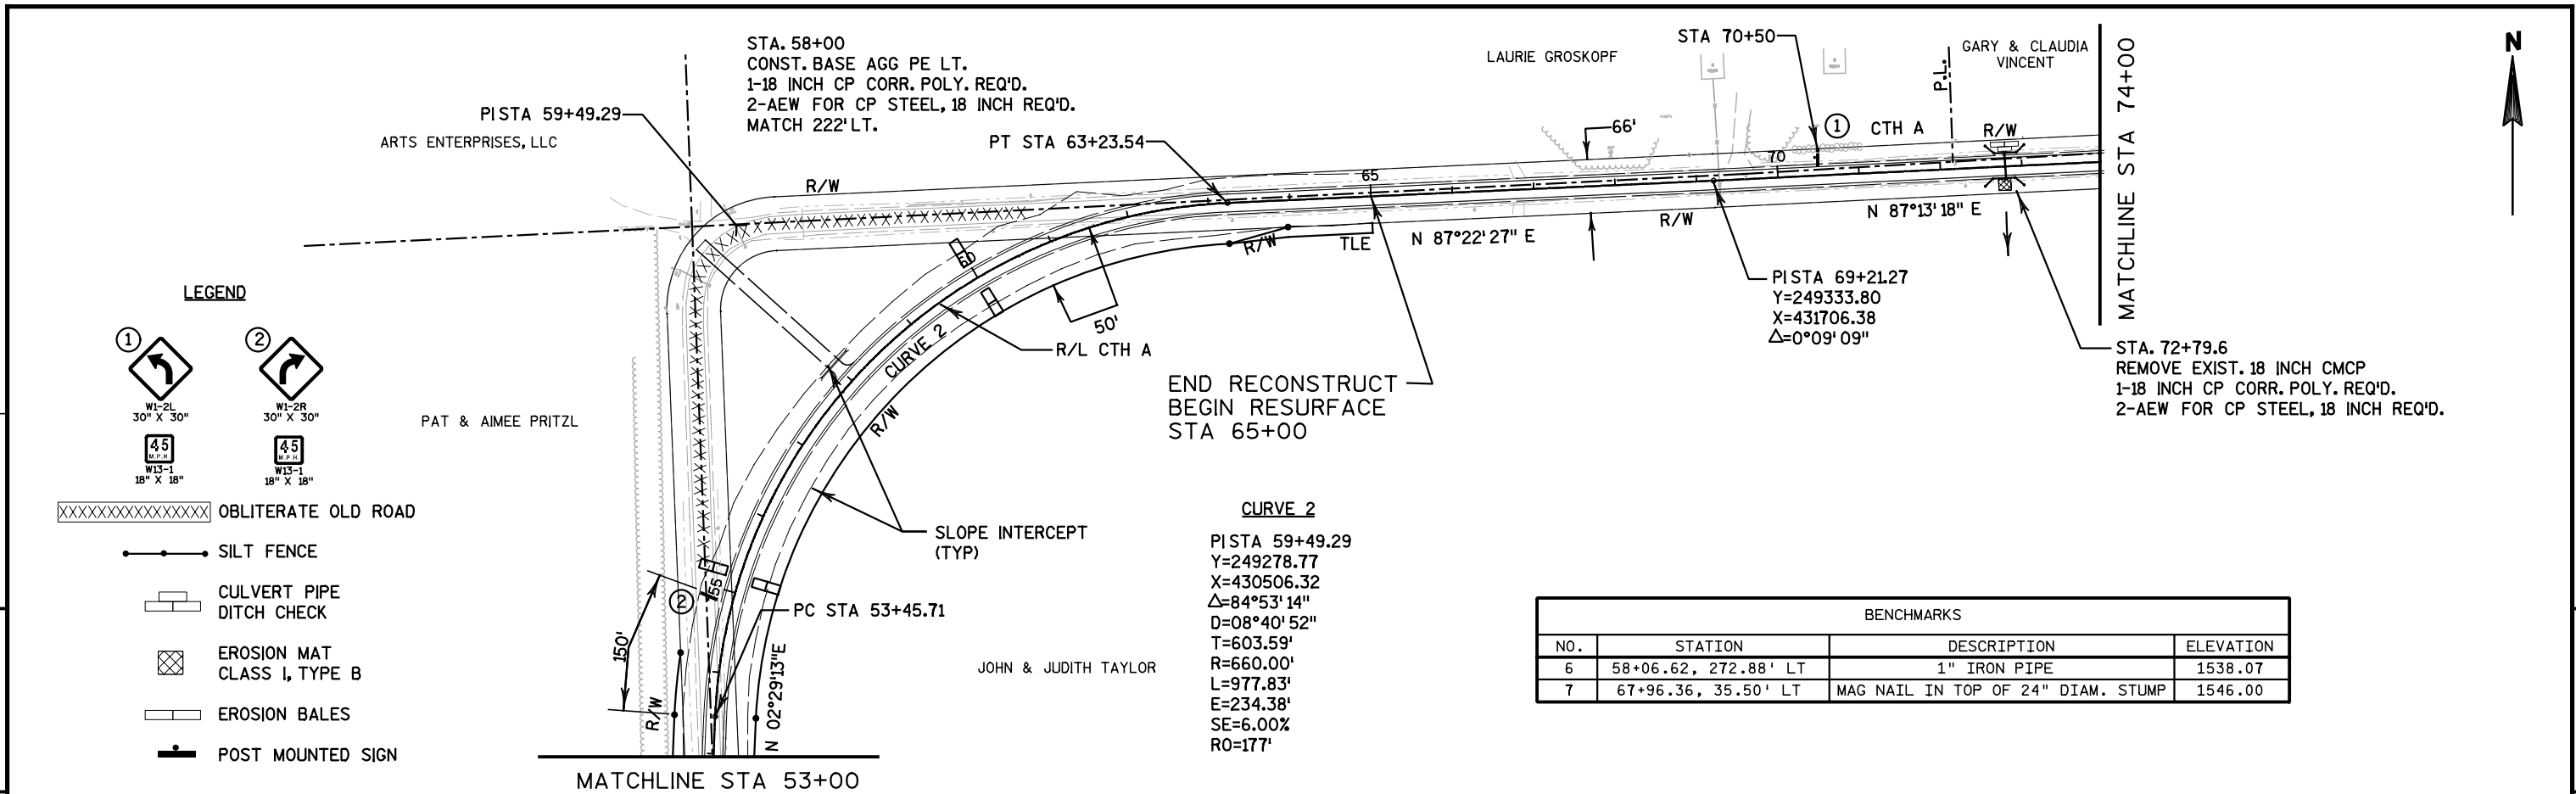 STA. 58+00
CONST. BASE AGG PE LT.
1-18 INCH CP CORR. POLY. REQ'D.
2-AEW FOR CP STEEL, 18 INCH REQ'D.
MATCH 222' LT.
PI STA 59+49.29
ARTS ENTERPRISES, LLC
PT STA 63+23.54
R/W
LAURIE GROSKOPF
STA 70+50
GARY & CLAUDIA
VINCENT
P.L.
66'
1
CTH A
R/W
70
65
MATCHLINE STA 74+00
N
R/W
TLE
N 87°22'27" E
R/W
N 87°13'18" E
60
50'
CURVE 2
R/L CTH A
R/W
PI STA 69+21.27
Y=249333.80
X=431706.38
△=0°09'09"
END RECONSTRUCT
BEGIN RESURFACE
STA 65+00
STA. 72+79.6
REMOVE EXIST. 18 INCH CMCP
1-18 INCH CP CORR. POLY. REQ'D.
2-AEW FOR CP STEEL, 18 INCH REQ'D.
LEGEND
1
2
W1-2L
30" X 30"
W1-2R
30" X 30"
45
M.P.H.
45
M.P.H.
W13-1
18" X 18"
W13-1
18" X 18"
OBLITERATE OLD ROAD
SILT FENCE
CULVERT PIPE
DITCH CHECK
EROSION MAT
CLASS I, TYPE B
EROSION BALES
POST MOUNTED SIGN
PAT & AIMEE PRITZL
SLOPE INTERCEPT
(TYP)
55
2
PC STA 53+45.71
150'
R/W
N 02°29'13"E
JOHN & JUDITH TAYLOR
MATCHLINE STA 53+00
CURVE 2
PI STA 59+49.29
Y=249278.77
X=430506.32
△=84°53'14"
D=08°40'52"
T=603.59'
R=660.00'
L=977.83'
E=234.38'
SE=6.00%
RO=177'
BENCHMARKS
NO. STATION DESCRIPTION ELEVATION
6 58+06.62, 272.88' LT 1" IRON PIPE 1538.07
7 67+96.36, 35.50' LT MAG NAIL IN TOP OF 24" DIAM. STUMP 1546.00